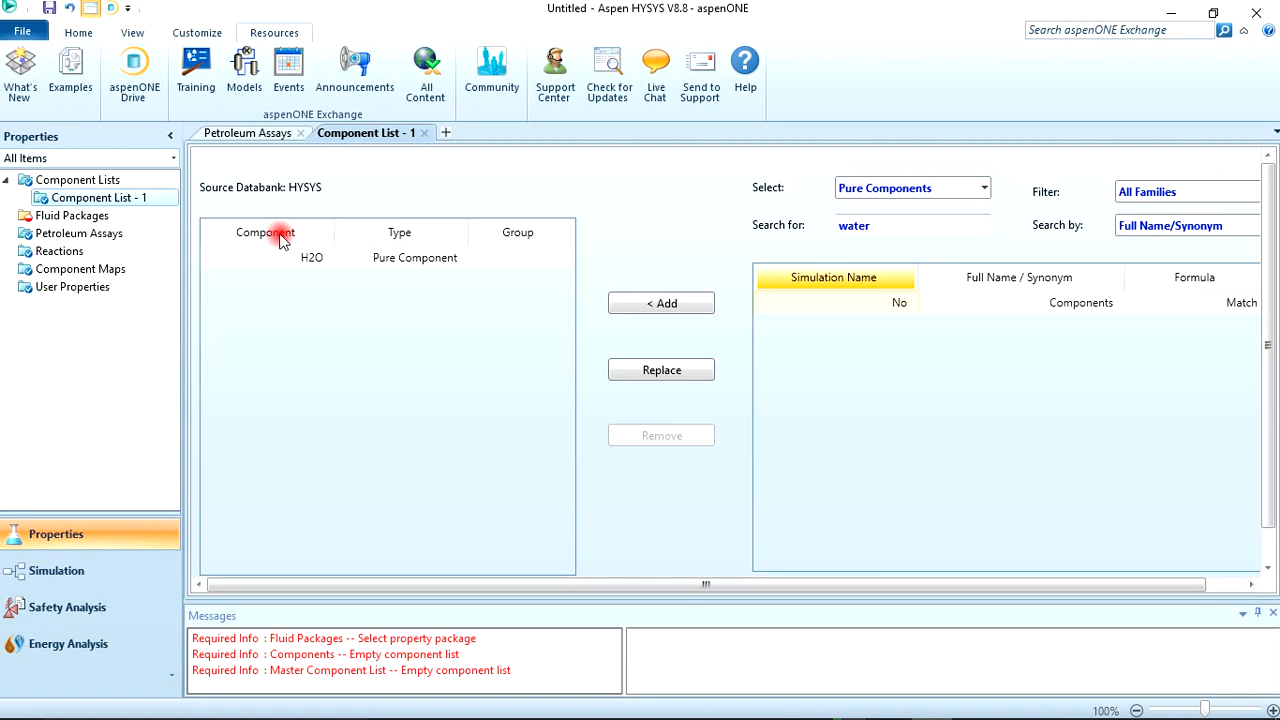 Untitled - Aspen HYSYS V8.8 - aspenONE
File Home View Customize Resources Search aspenONE Exchange
What's New Examples aspenONE Drive Training Models Events Announcements All Content Community Support Center Check for Updates Live Chat Send to Support Help
aspenONE Exchange
Properties
All Items
Component Lists
Component List - 1
Fluid Packages
Petroleum Assays
Reactions
Component Maps
User Properties
Properties
Simulation
Safety Analysis
Energy Analysis
Petroleum Assays Component List - 1
Source Databank: HYSYS
Component Type Group
H2O Pure Component
< Add
Replace
Remove
Select: Pure Components Filter: All Families
Search for: water Search by: Full Name/Synonym
Simulation Name Full Name / Synonym Formula
No Components Match
Messages
Required Info : Fluid Packages -- Select property package
Required Info : Components -- Empty component list
Required Info : Master Component List -- Empty component list
100%